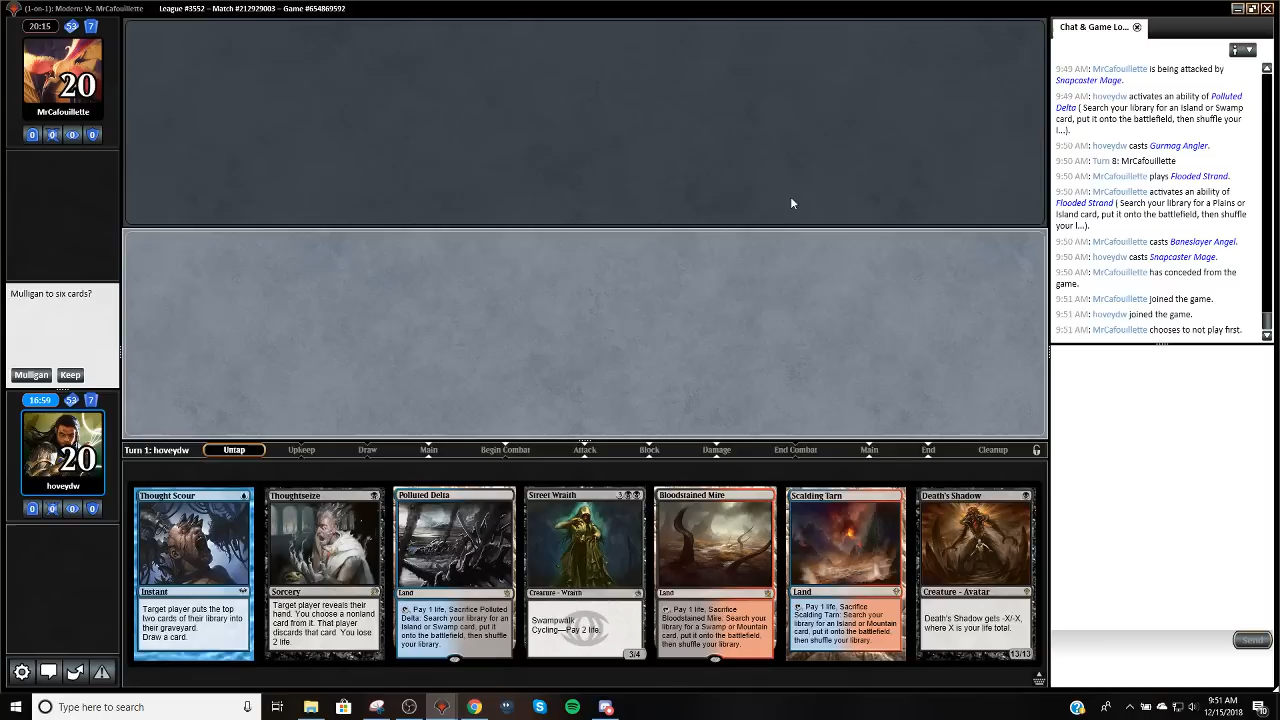 (1-on-1): Modern: Vs. MrCafouillette
League #3552 – Match #212929003 – Game #654869592
20:15 53 7
20
MrCafouillette
0 0 0 0
Mulligan to six cards?
Mulligan Keep
16:59 53 7
20
hoveydw
0 0 0 0
Turn 1: hoveydw Untap Upkeep Draw Main Begin Combat Attack Block Damage End Combat Main End Cleanup
Thought Scour
Instant
Target player puts the top
two cards of their library into
their graveyard.
Draw a card.
Thoughtseize
Sorcery
Target player reveals their
hand. You choose a nonland
card from it. That player
discards that card. You lose
2 life.
Polluted Delta
Land
, Pay 1 life, Sacrifice Polluted
Delta: Search your library for
an Island or Swamp card, put it
onto the battlefield, then
shuffle your library.
Street Wraith 3
Creature - Wraith
Swampwalk
Cycling—Pay 2 life.
3/4
Bloodstained Mire
Land
, Pay 1 life, Sacrifice
Bloodstained Mire: Search your
library for a Swamp or Mountain
card, put it onto the
battlefield, then shuffle your
library.
Scalding Tarn
Land
, Pay 1 life, Sacrifice
Scalding Tarn: Search your
library for an Island or Mountain
card, put it onto the battlefield,
then shuffle your library.
Death's Shadow
Creature - Avatar
Death's Shadow gets -X/-X,
where X is your life total.
13/13
Chat & Game Lo...
9:49 AM: MrCafouillette is being attacked by
Snapcaster Mage.
9:49 AM: hoveydw activates an ability of Polluted
Delta ( Search your library for an Island or Swamp
card, put it onto the battlefield, then shuffle your
l...).
9:50 AM: hoveydw casts Gurmag Angler.
9:50 AM: Turn 8: MrCafouillette
9:50 AM: MrCafouillette plays Flooded Strand.
9:50 AM: MrCafouillette activates an ability of
Flooded Strand ( Search your library for a Plains or
Island card, put it onto the battlefield, then shuffle
your l...).
9:50 AM: MrCafouillette casts Baneslayer Angel.
9:50 AM: hoveydw casts Snapcaster Mage.
9:50 AM: MrCafouillette has conceded from the
game.
9:51 AM: MrCafouillette joined the game.
9:51 AM: hoveydw joined the game.
9:51 AM: MrCafouillette chooses to not play first.
Send
Type here to search
9:51 AM
12/15/2018